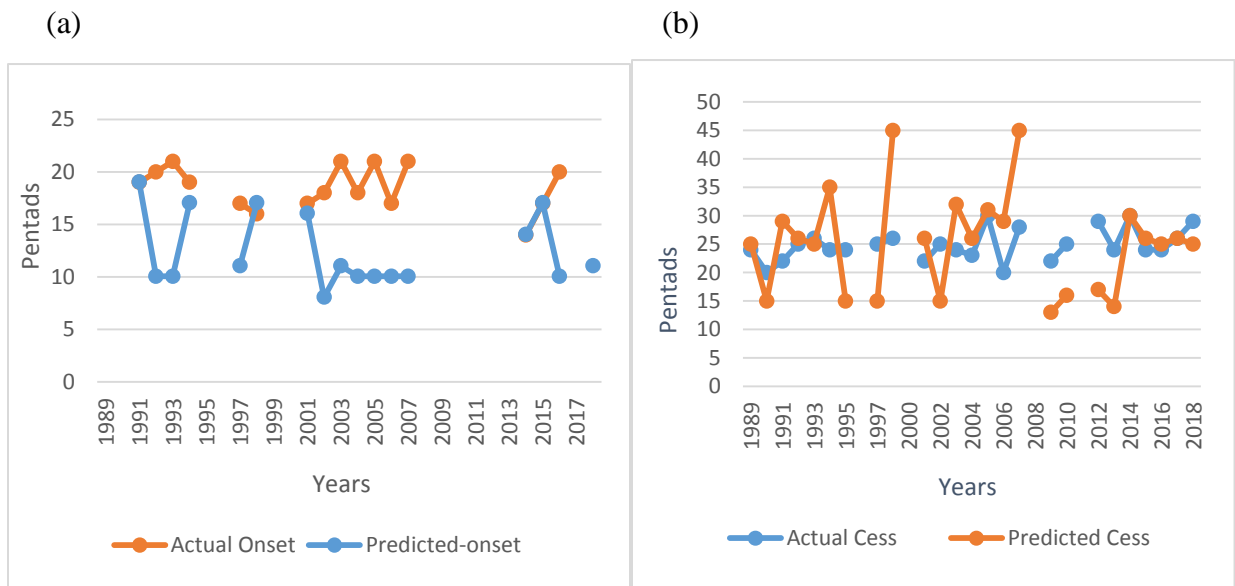 (a)
25
20
15
10
5
0
Pentads
1989 1991 1993 1995 1997 1999 2001 2003 2005 2007 2009 2011 2013 2015 2017
Years
Actual Onset
Predicted-onset
(b)
50
45
40
35
30
25
20
15
10
5
0
Pentads
1989 1991 1993 1995 1997 2000 2002 2004 2006 2008 2010 2012 2014 2016 2018
Years
Actual Cess
Predicted Cess